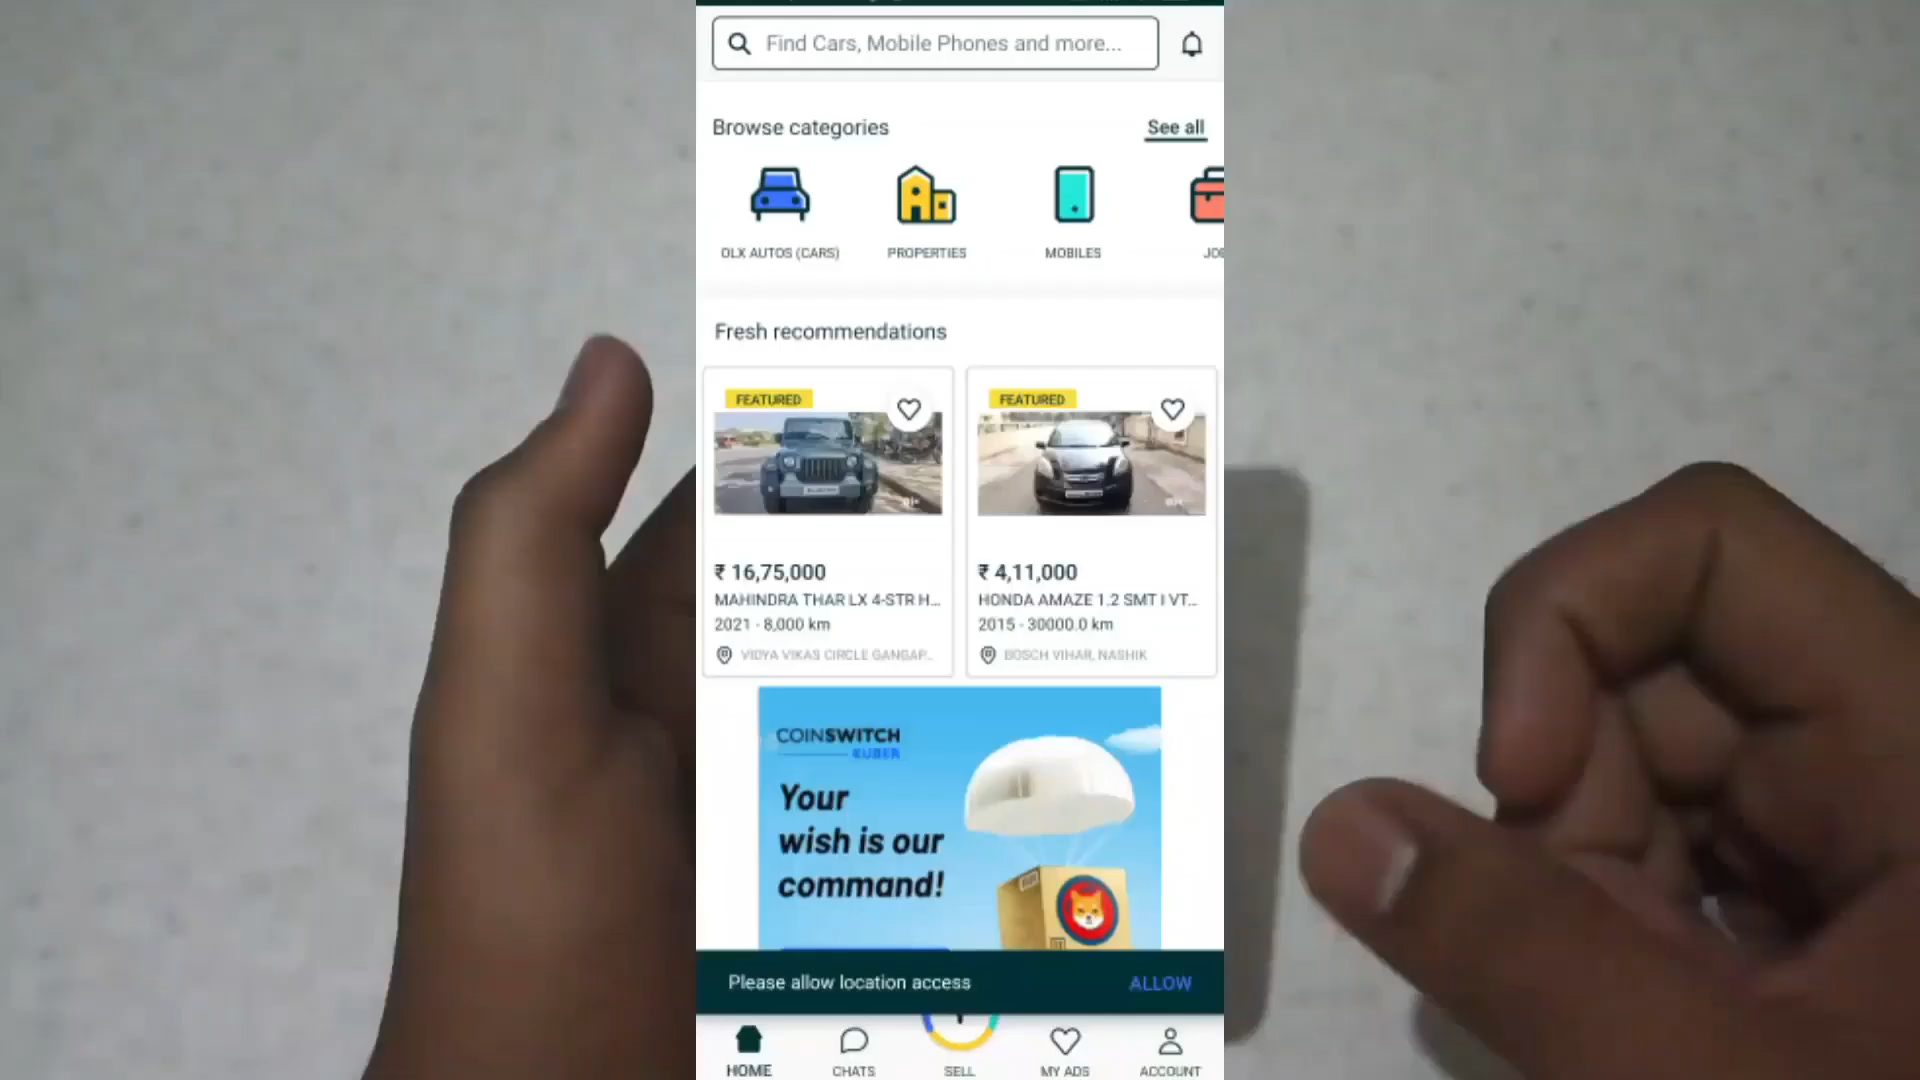 Find Cars, Mobile Phones and more...
Browse categories
See all
OLX AUTOS (CARS)
PROPERTIES
MOBILES
Fresh recommendations
FEATURED
FEATURED
₹ 16,75,000
₹ 4,11,000
MAHINDRA THAR LX 4-STR H...
HONDA AMAZE 1.2 SMT I VT...
2021 - 8,000 km
2015 - 30000.0 km
VIDYA VIKAS CIRCLE GANGAP...
BOSCH VIHAR, NASHIK
COINSWITCH
KUBER
Your
wish is our
command!
Please allow location access
ALLOW
HOME
CHATS
SELL
MY ADS
ACCOUNT